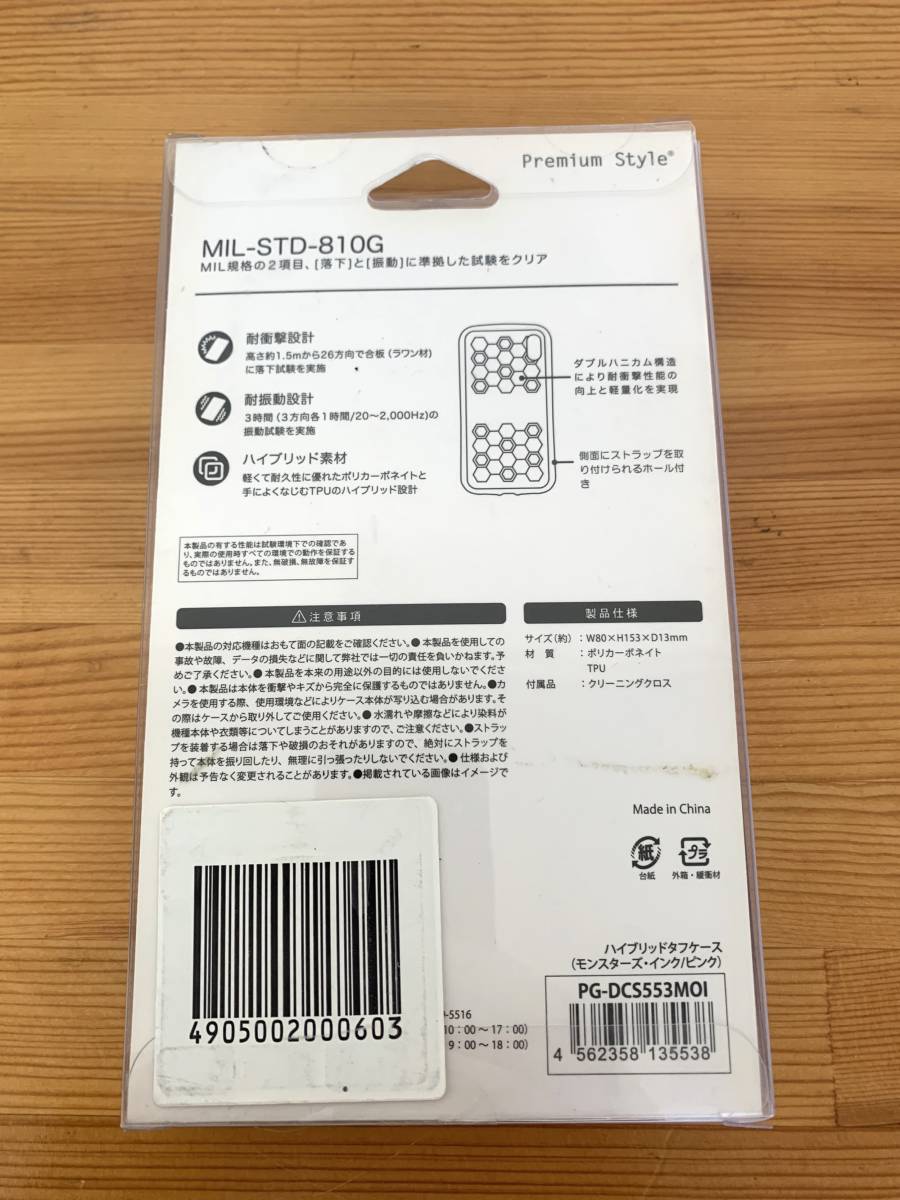 Premium Style®
MIL-STD-810G
MIL規格の2項目、[落下]と[振動]に準拠した試験をクリア
耐衝撃設計
高さ約1.5mから26方向で合板（ラワン材）
に落下試験を実施
耐振動設計
3時間（3方向各1時間/20～2,000Hz)の
振動試験を実施
ハイブリッド素材
軽くて耐久性に優れたポリカーボネイトと
手によくなじむTPUのハイブリッド設計
ダブルハニカム構造
により耐衝撃性能の
向上と軽量化を実現
側面にストラップを取
り付けられるホール付
き
本製品の有する性能は試験環境下での確認であ
り、実際の使用時すべての環境での動作を保証する
ものではありません。また、無破損、無故障を保証す
るものではありません。
⚠注意事項
●本製品の対応機種はおもて面の記載をご確認ください。●本製品を使用しての
事故や故障、データの損失などに関して弊社では一切の責任を負いかねます。予
めご了承ください。●本製品を本来の用途以外の目的には使用しないでくださ
い。●本製品は本体を衝撃やキズから完全に保護するものではありません。●カ
メラを使用する際、使用環境などによりケース本体が写り込む場合があります。そ
の際はケースから取り外してご使用ください。●水濡れや摩擦などにより染料が
機種本体や衣類等についてしまうことがありますので、ご注意ください。●ストラッ
プを装着する場合は落下や破損のおそれがありますので、絶対にストラップを
持って本体を振り回したり、無理に引っ張ったりしないでください。●仕様および
外観は予告なく変更されることがあります。●掲載されている画像はイメージで
す。
製品仕様
サイズ(約)：W80×H153×D13mm
材 質 ：ポリカーボネイト
TPU
付属品 ：クリーニングクロス
Made in China
紙
台紙
プラ
外箱・緩衝材
4905002000603
-5516
10：00～17：00)
9：00～18：00)
ハイブリッドタフケース
(モンスターズ・インク/ピンク)
PG-DCS553MOI
4 562358 135538